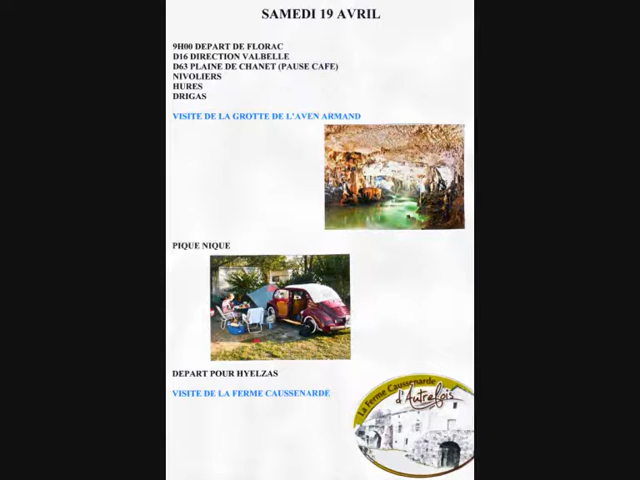 SAMEDI 19 AVRIL
9H00 DEPART DE FLORAC
D16 DIRECTION VALBELLE
D63 PLAINE DE CHANET (PAUSE CAFE)
NIVOLIERS
HURES
DRIGAS
VISITE DE LA GROTTE DE L'AVEN ARMAND
PIQUE NIQUE
DEPART POUR HYELZAS
VISITE DE LA FERME CAUSSENARDE
La Ferme Caussenarde
d'Autrefois